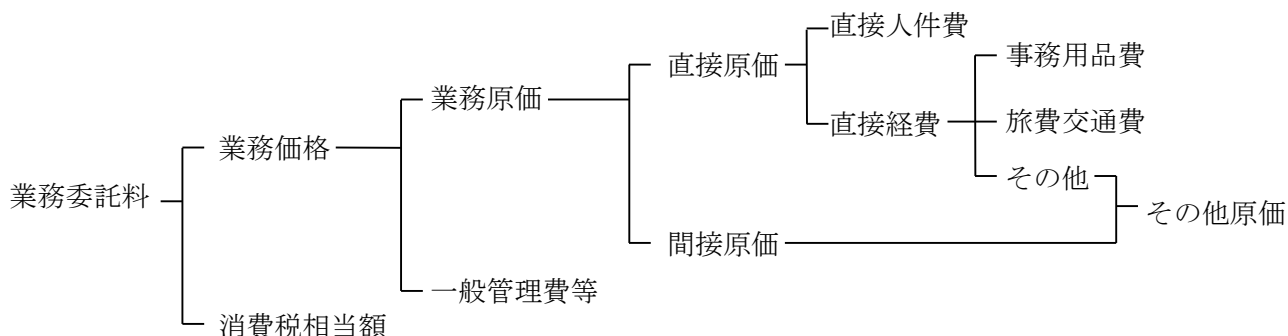 業務委託料
業務価格
消費税相当額
業務原価
一般管理費等
直接原価
間接原価
直接人件費
直接経費
事務用品費
旅費交通費
その他
その他原価